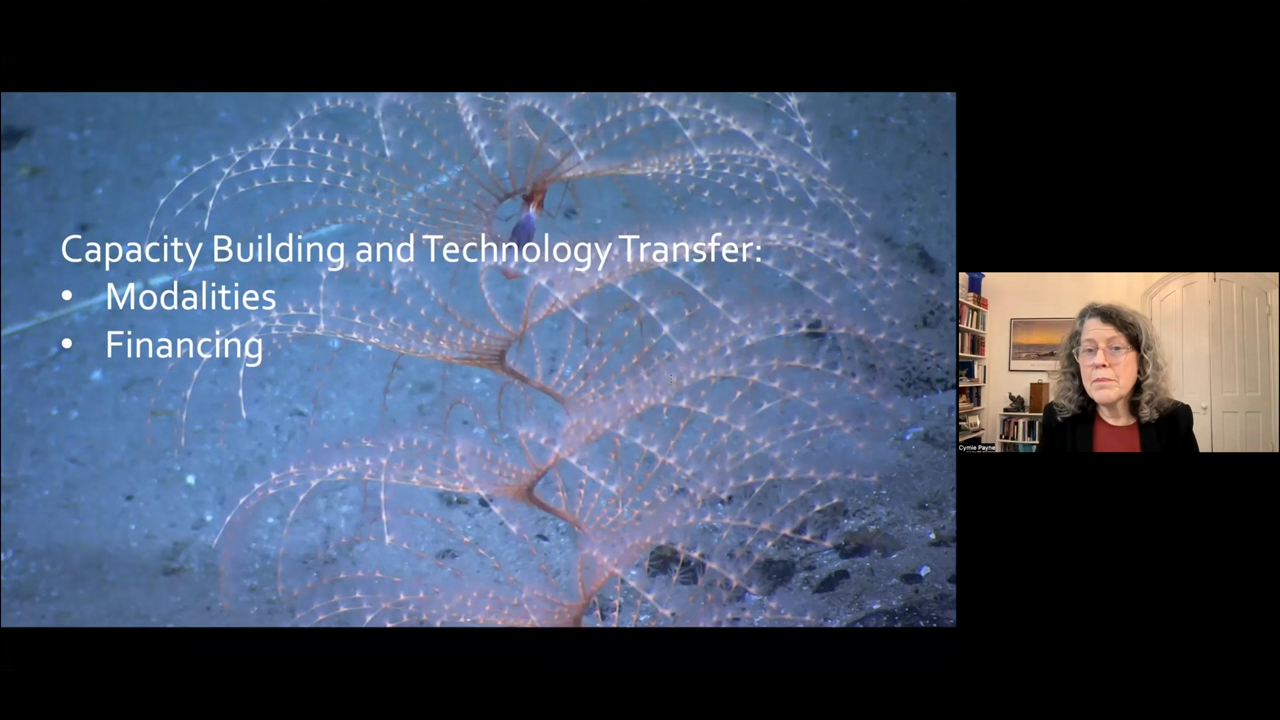 Capacity Building and Technology Transfer:
• Modalities
• Financing
Cymie Payne